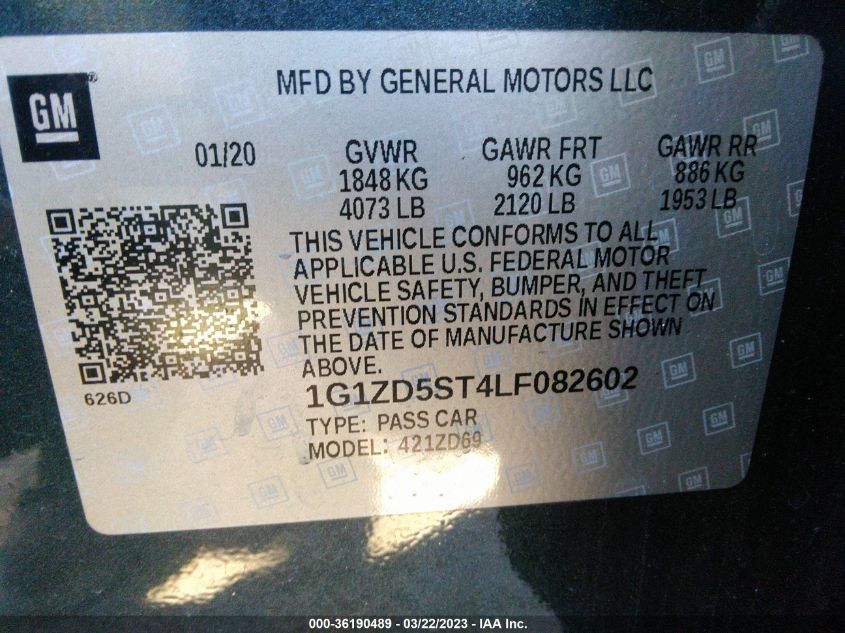 GM
MFD BY GENERAL MOTORS LLC
01/20 GVWR GAWR FRT GAWR RR
1848 KG 962 KG 886 KG
4073 LB 2120 LB 1953 LB
THIS VEHICLE CONFORMS TO ALL
APPLICABLE U.S. FEDERAL MOTOR
VEHICLE SAFETY, BUMPER, AND THEFT
PREVENTION STANDARDS IN EFFECT ON
THE DATE OF MANUFACTURE SHOWN
ABOVE.
626D
1G1ZD5ST4LF082602
TYPE: PASS CAR
MODEL: 421ZD69
000-36190489 - 03/22/2023 - IAA Inc.